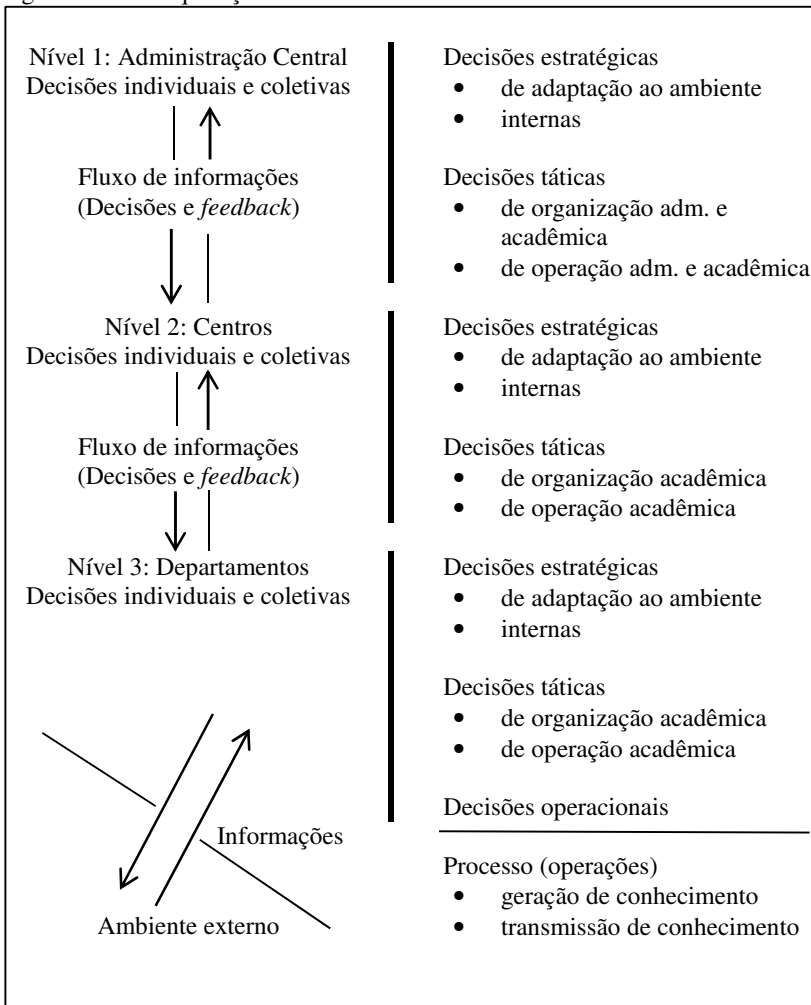 Nível 1: Administração Central
Decisões individuais e coletivas
Fluxo de informações
(Decisões e feedback)
Nível 2: Centros
Decisões individuais e coletivas
Fluxo de informações
(Decisões e feedback)
Nível 3: Departamentos
Decisões individuais e coletivas
Informações
Ambiente externo
Decisões estratégicas
• de adaptação ao ambiente
• internas
Decisões táticas
• de organização adm. e
acadêmica
• de operação adm. e acadêmica
Decisões estratégicas
• de adaptação ao ambiente
• internas
Decisões táticas
• de organização acadêmica
• de operação acadêmica
Decisões estratégicas
• de adaptação ao ambiente
• internas
Decisões táticas
• de organização acadêmica
• de operação acadêmica
Decisões operacionais
Processo (operações)
• geração de conhecimento
• transmissão de conhecimento